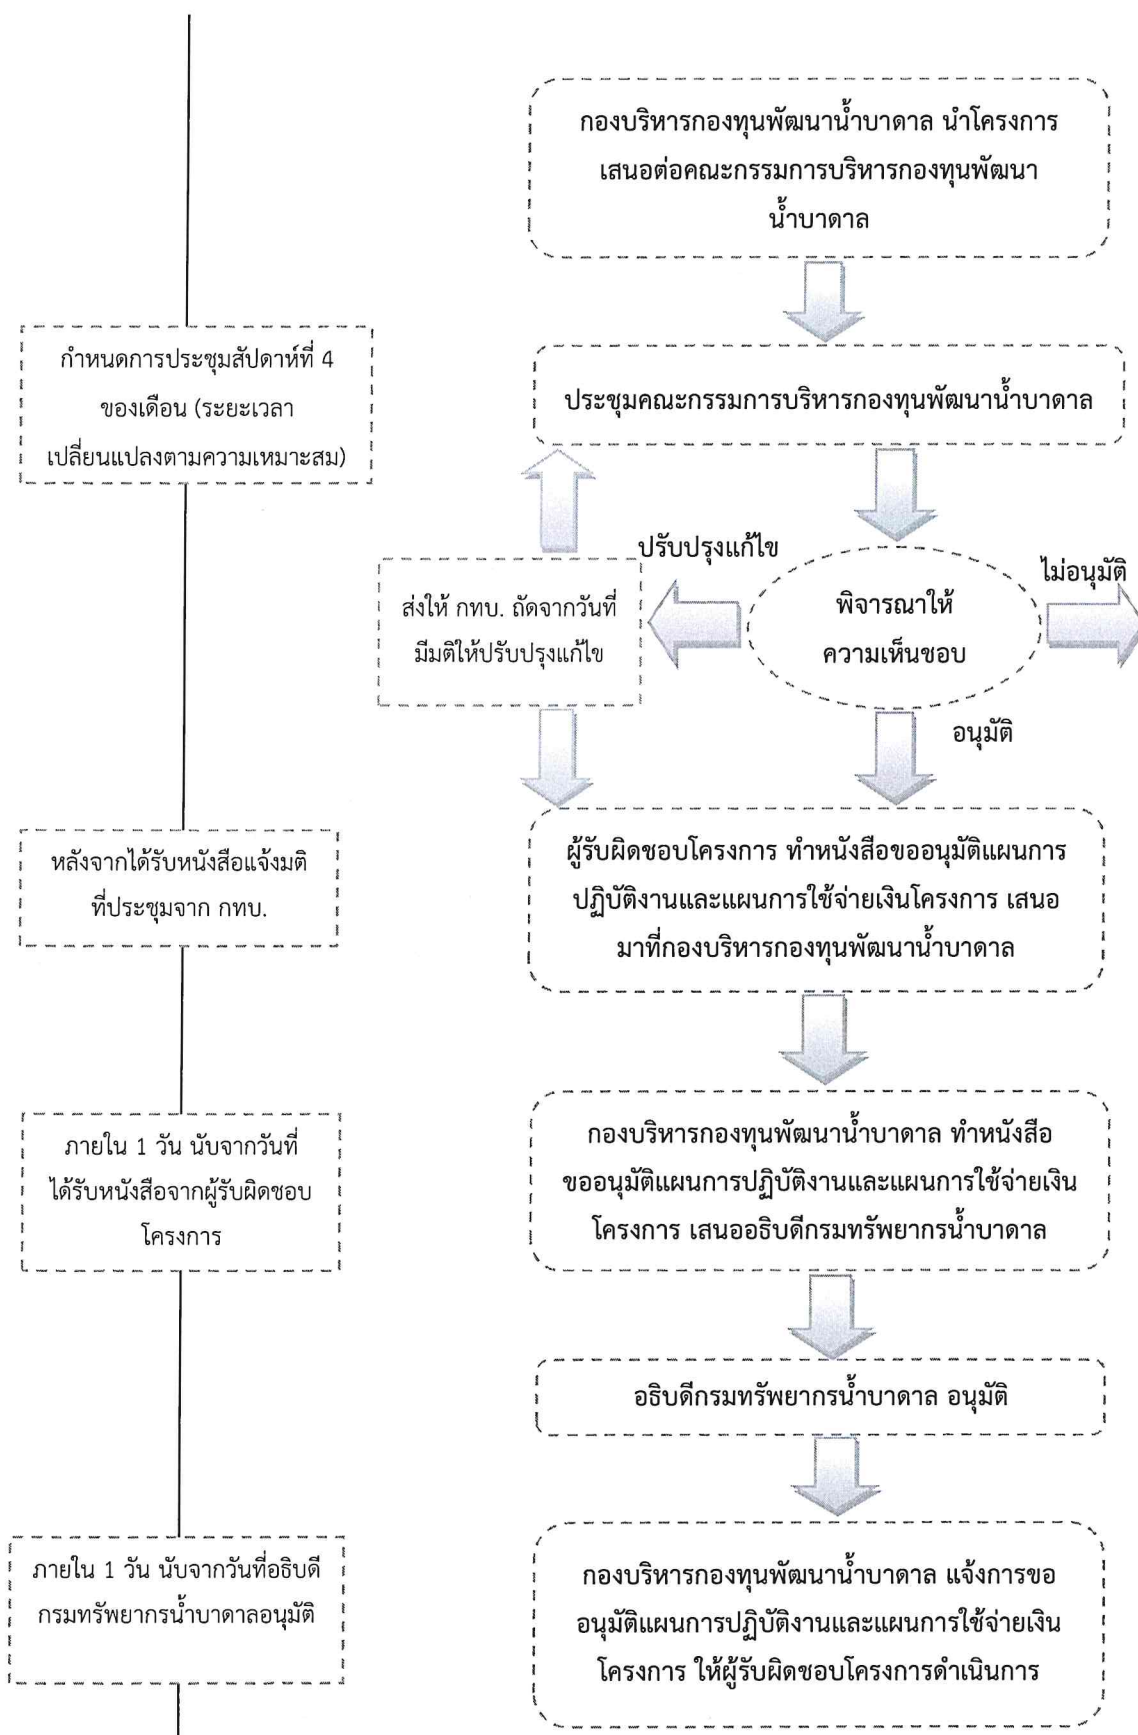 กองบริหารกองทุนพัฒนาน้ำบาดาล นำโครงการ
เสนอต่อคณะกรรมการบริหารกองทุนพัฒนา
น้ำบาดาล
กำหนดการประชุมสัปดาห์ที่ 4
ของเดือน (ระยะเวลา
เปลี่ยนแปลงตามความเหมาะสม)
ประชุมคณะกรรมการบริหารกองทุนพัฒนาน้ำบาดาล
ปรับปรุงแก้ไข
ไม่อนุมัติ
ส่งให้ กทบ. ถัดจากวันที่
มีมติให้ปรับปรุงแก้ไข
พิจารณาให้
ความเห็นชอบ
อนุมัติ
หลังจากได้รับหนังสือแจ้งมติ
ที่ประชุมจาก กทบ.
ผู้รับผิดชอบโครงการ ทำหนังสือขออนุมัติแผนการ
ปฏิบัติงานและแผนการใช้จ่ายเงินโครงการ เสนอ
มาที่กองบริหารกองทุนพัฒนาน้ำบาดาล
ภายใน 1 วัน นับจากวันที่
ได้รับหนังสือจากผู้รับผิดชอบ
โครงการ
กองบริหารกองทุนพัฒนาน้ำบาดาล ทำหนังสือ
ขออนุมัติแผนการปฏิบัติงานและแผนการใช้จ่ายเงิน
โครงการ เสนออธิบดีกรมทรัพยากรน้ำบาดาล
อธิบดีกรมทรัพยากรน้ำบาดาล อนุมัติ
ภายใน 1 วัน นับจากวันที่อธิบดี
กรมทรัพยากรน้ำบาดาลอนุมัติ
กองบริหารกองทุนพัฒนาน้ำบาดาล แจ้งการขอ
อนุมัติแผนการปฏิบัติงานและแผนการใช้จ่ายเงิน
โครงการ ให้ผู้รับผิดชอบโครงการดำเนินการ